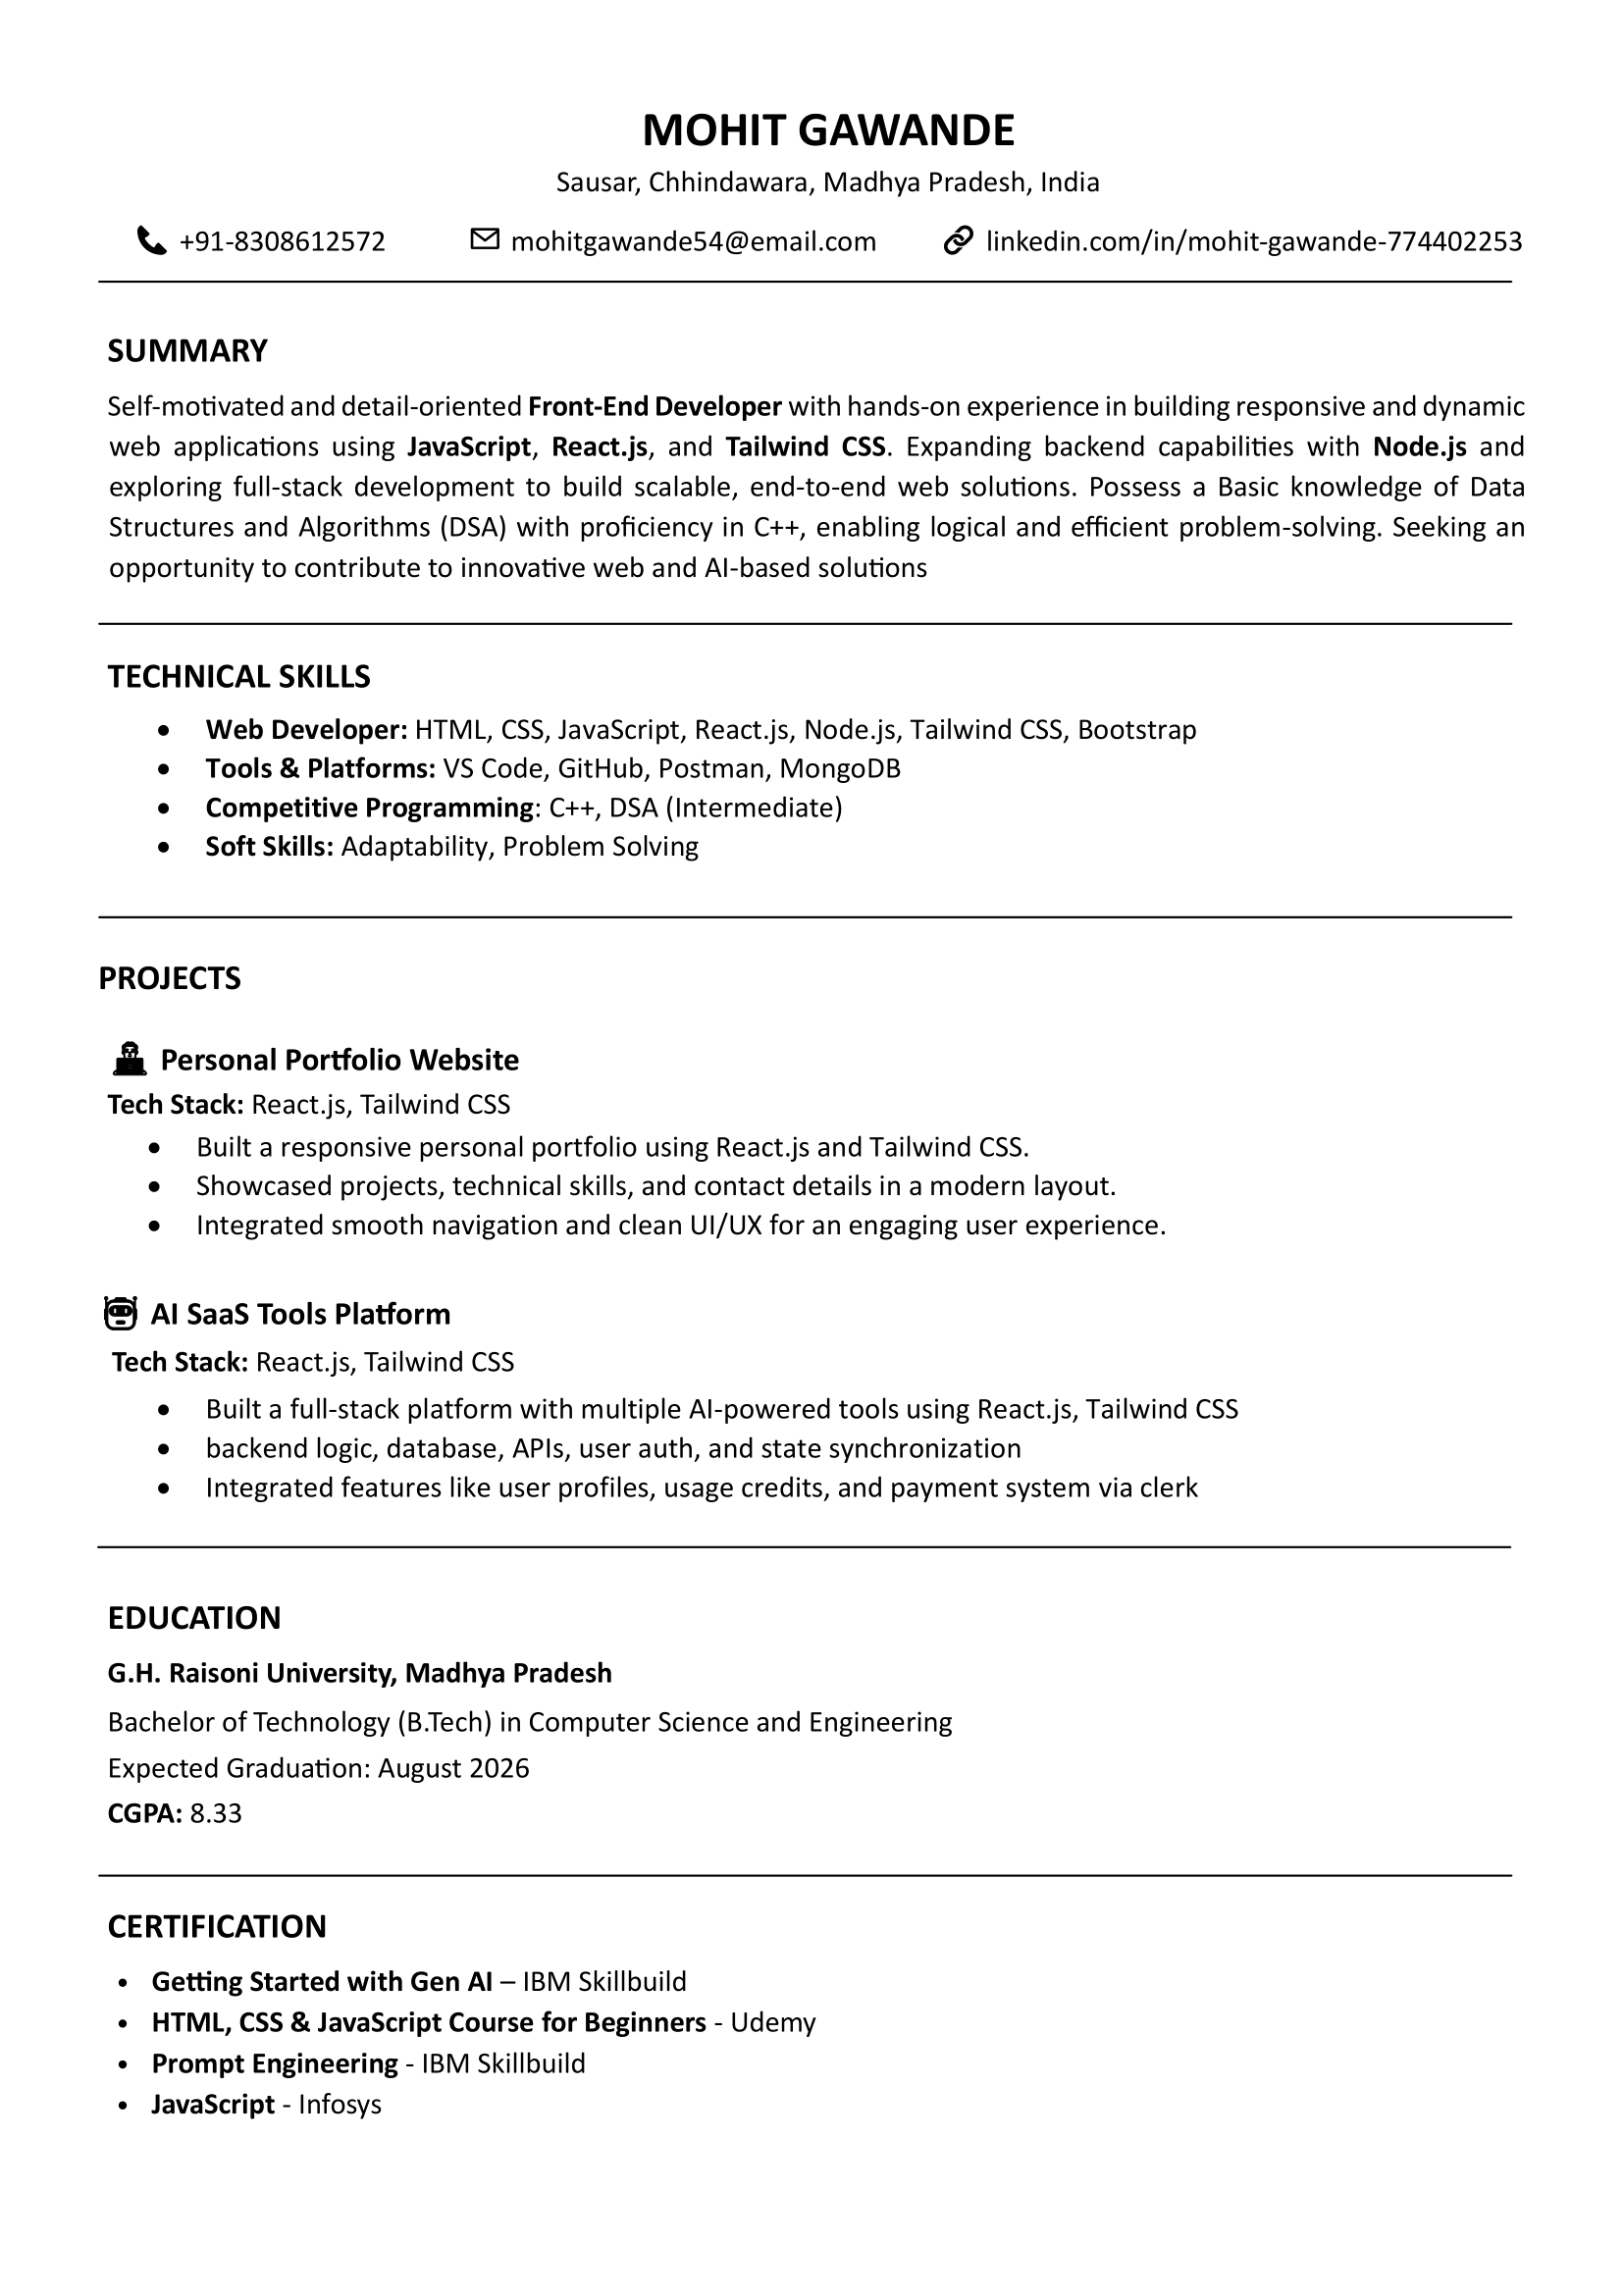 MOHIT GAWANDE
Sausar, Chhindawara, Madhya Pradesh, India
+91-8308612572 mohitgawande54@email.com linkedin.com/in/mohit-gawande-774402253
SUMMARY
Self-motivated and detail-oriented Front-End Developer with hands-on experience in building responsive and dynamic
web applications using JavaScript, React.js, and Tailwind CSS. Expanding backend capabilities with Node.js and
exploring full-stack development to build scalable, end-to-end web solutions. Possess a Basic knowledge of Data
Structures and Algorithms (DSA) with proficiency in C++, enabling logical and efficient problem-solving. Seeking an
opportunity to contribute to innovative web and AI-based solutions
TECHNICAL SKILLS
• Web Developer: HTML, CSS, JavaScript, React.js, Node.js, Tailwind CSS, Bootstrap
• Tools & Platforms: VS Code, GitHub, Postman, MongoDB
• Competitive Programming: C++, DSA (Intermediate)
• Soft Skills: Adaptability, Problem Solving
PROJECTS
Personal Portfolio Website
Tech Stack: React.js, Tailwind CSS
• Built a responsive personal portfolio using React.js and Tailwind CSS.
• Showcased projects, technical skills, and contact details in a modern layout.
• Integrated smooth navigation and clean UI/UX for an engaging user experience.
AI SaaS Tools Platform
Tech Stack: React.js, Tailwind CSS
• Built a full-stack platform with multiple AI-powered tools using React.js, Tailwind CSS
• backend logic, database, APIs, user auth, and state synchronization
• Integrated features like user profiles, usage credits, and payment system via clerk
EDUCATION
G.H. Raisoni University, Madhya Pradesh
Bachelor of Technology (B.Tech) in Computer Science and Engineering
Expected Graduation: August 2026
CGPA: 8.33
CERTIFICATION
• Getting Started with Gen AI – IBM Skillbuild
• HTML, CSS & JavaScript Course for Beginners - Udemy
• Prompt Engineering - IBM Skillbuild
• JavaScript - Infosys